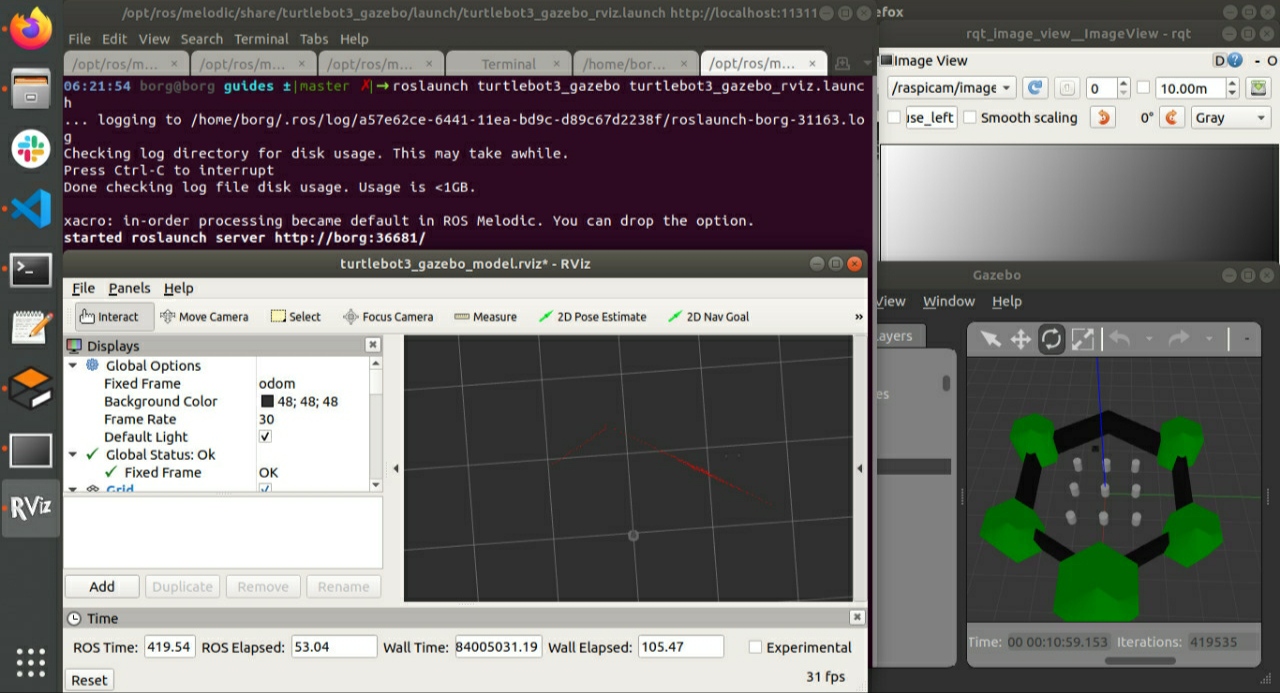 /opt/ros/melodic/share/turtlebot3_gazebo/launch/turtlebot3_gazebo_rviz.launch http://localhost:11311
File Edit View Search Terminal Tabs Help
/opt/ros/m... × /opt/ros/m... × /opt/ros/m... × Terminal × /home/bor... × /opt/ros/m... ×
06:21:54 borg@borg guides ±|master ✗|→roslaunch turtlebot3_gazebo turtlebot3_gazebo_rviz.launc
h
... logging to /home/borg/.ros/log/a57e62ce-6441-11ea-bd9c-d89c67d2238f/roslaunch-borg-31163.lo
g
Checking log directory for disk usage. This may take awhile.
Press Ctrl-C to interrupt
Done checking log file disk usage. Usage is <1GB.
xacro: in-order processing became default in ROS Melodic. You can drop the option.
started roslaunch server http://borg:36681/
turtlebot3_gazebo_model.rviz* - RViz
File Panels Help
Interact Move Camera Select Focus Camera Measure 2D Pose Estimate 2D Nav Goal »
Displays
Global Options
Fixed Frame odom
Background Color 48; 48; 48
Frame Rate 30
Default Light ✓
✓ Global Status: Ok
✓ Fixed Frame OK
Grid
Add Duplicate Remove Rename
Time
ROS Time: 419.54 ROS Elapsed: 53.04 Wall Time: 84005031.19 Wall Elapsed: 105.47 Experimental
Reset 31 fps
RViz
efox
rqt_image_view__ImageView - rqt
Image View D ? - O
/raspicam/image 0 10.00m
use_left Smooth scaling 0° Gray
Gazebo
View Window Help
ayers
es
Time: 00 00:10:59.153 Iterations: 419535